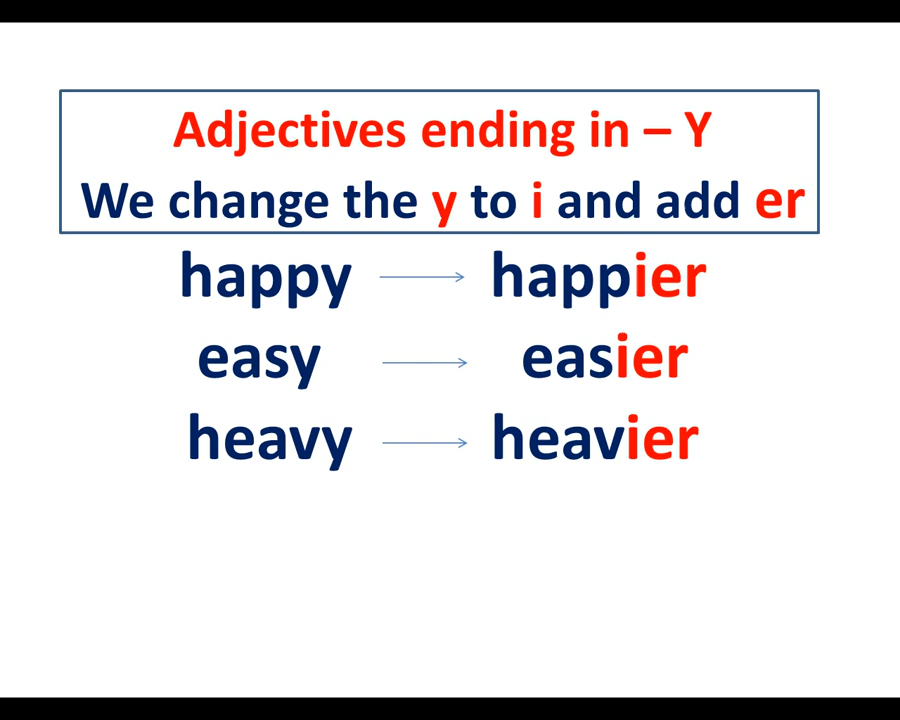 Adjectives ending in – Y
We change the y to i and add er
happy → happier
easy → easier
heavy → heavier